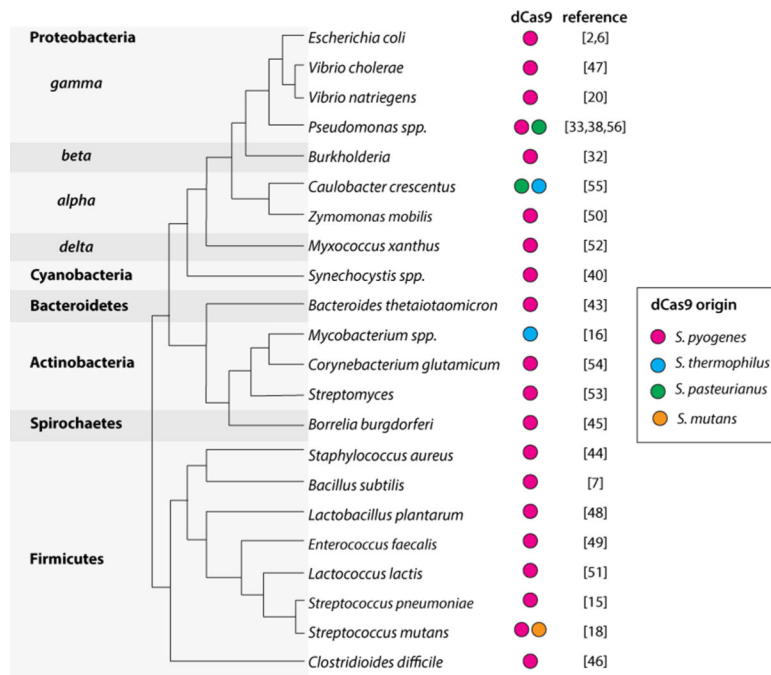 dCas9 reference
Proteobacteria Escherichia coli [2,6]
gamma Vibrio cholerae [47]
Vibrio natriegens [20]
Pseudomonas spp. [33,38,56]
beta Burkholderia [32]
alpha Caulobacter crescentus [55]
Zymomonas mobilis [50]
delta Myxococcus xanthus [52]
Cyanobacteria Synechocystis spp. [40]
Bacteroidetes Bacteroides thetaiotaomicron [43]
Actinobacteria Mycobacterium spp. [16]
Corynebacterium glutamicum [54]
Streptomyces [53]
Spirochaetes Borrelia burgdorferi [45]
Firmicutes Staphylococcus aureus [44]
Bacillus subtilis [7]
Lactobacillus plantarum [48]
Enterococcus faecalis [49]
Lactococcus lactis [51]
Streptococcus pneumoniae [15]
Streptococcus mutans [18]
Clostridioides difficile [46]
dCas9 origin
S. pyogenes
S. thermophilus
S. pasteurianus
S. mutans